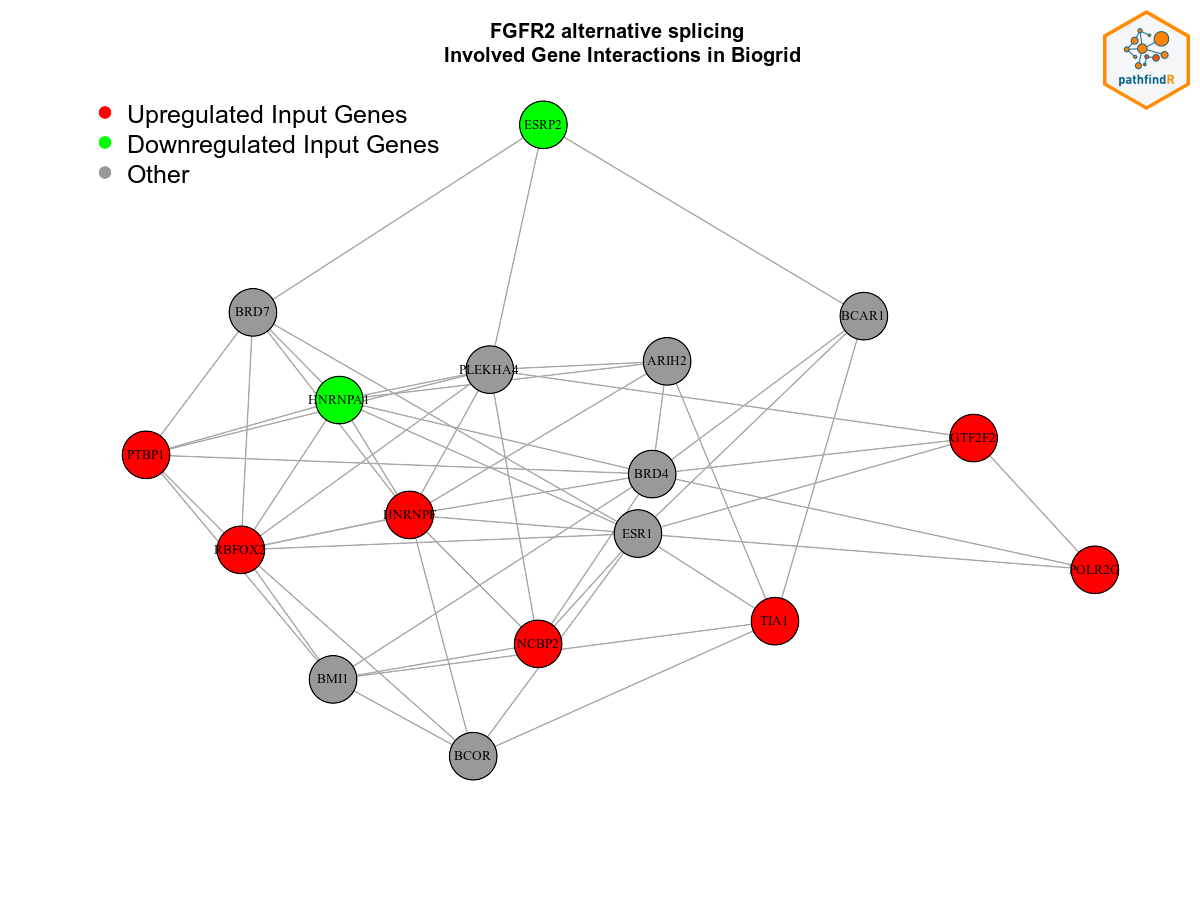 FGFR2 alternative splicing
Involved Gene Interactions in Biogrid
pathfindR
Upregulated Input Genes
Downregulated Input Genes
Other
ESRP2
BRD7
BCAR1
ARIH2
PLEKHA4
HNRNPA1
GTF2F2
PTBP1
BRD4
HNRNPF
ESR1
RBFOX2
POLR2G
TIA1
NCBP2
BMI1
BCOR